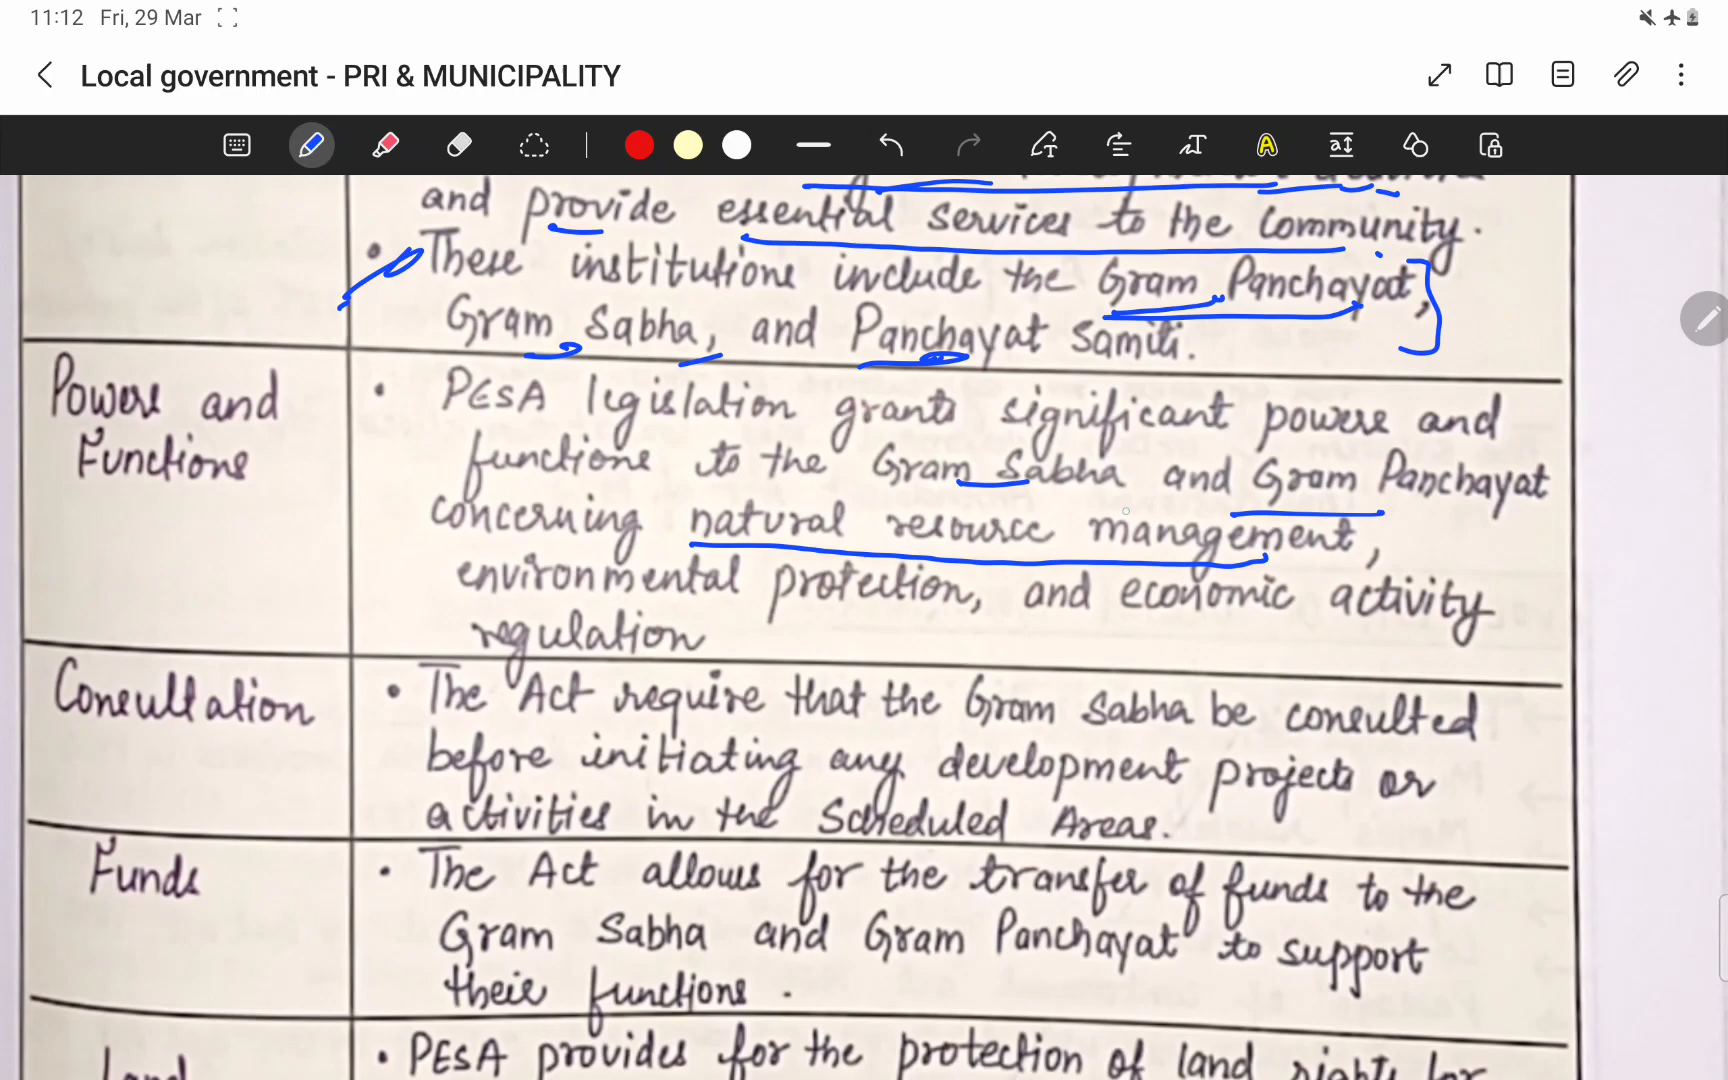 11:12 Fri, 29 Mar
Local government - PRI & MUNICIPALITY
and provide essential services to the community.
• These institutions include the Gram Panchayat,
Gram Sabha, and Panchayat Samiti.
Powers and
Functions
• PESA legislation grants significant powers and
functions to the Gram Sabha and Gram Panchayat
concerning natural resource management,
environmental protection, and economic activity
regulation
Consultation
• The Act require that the Gram Sabha be consulted
before initiating any development projects or
activities in the Scheduled Areas.
Funds
• The Act allows for the transfer of funds to the
Gram Sabha and Gram Panchayat to support
their functions.
Land
• PESA provides for the protection of land rights for